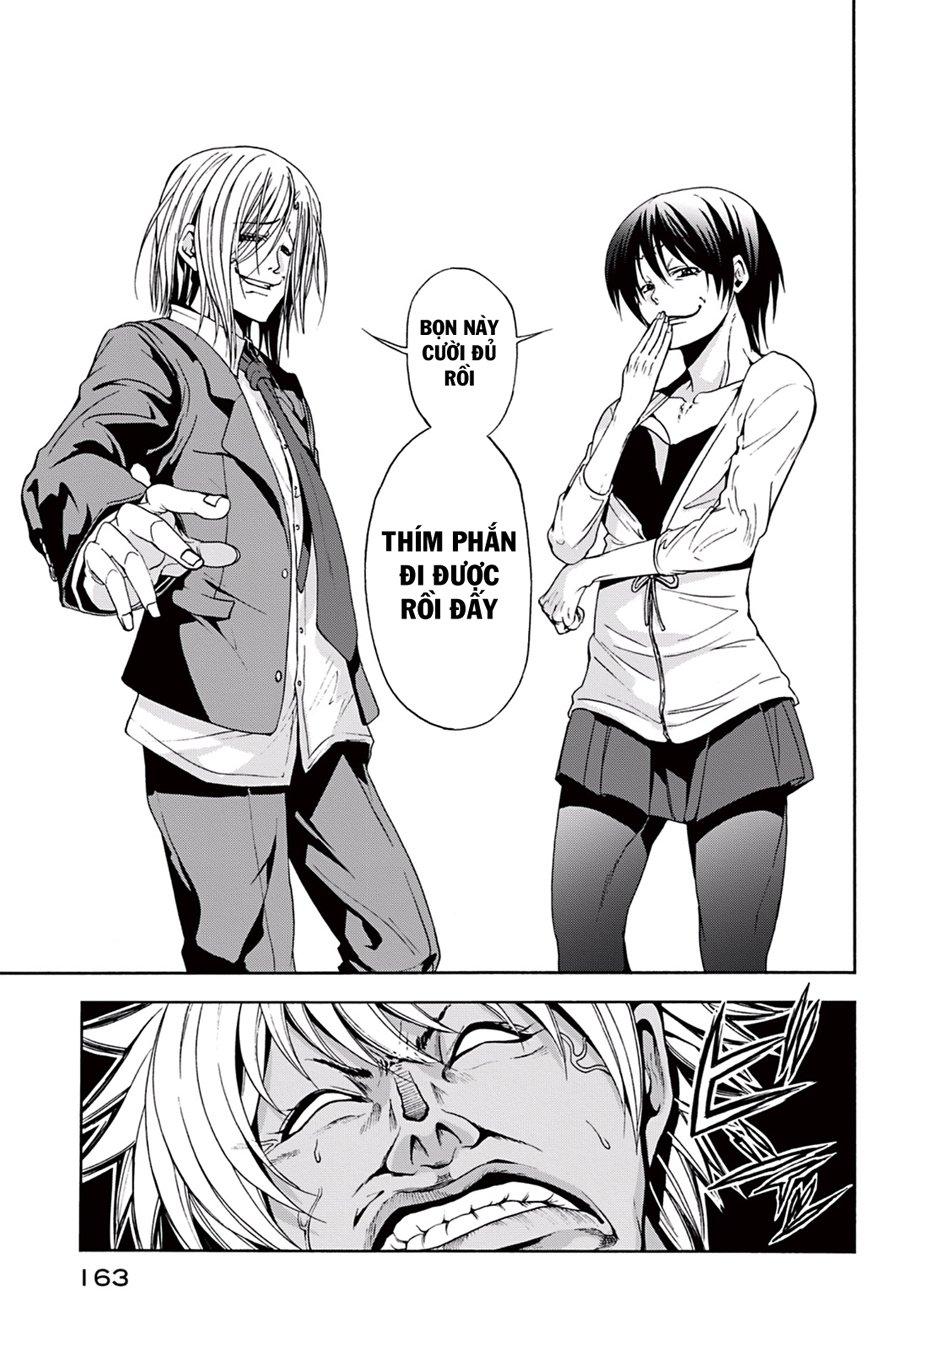 BỌN NÀY
CƯỜI ĐỦ
RỒI
THÍM PHẮN
ĐI ĐƯỢC
RỒI ĐẤY
163